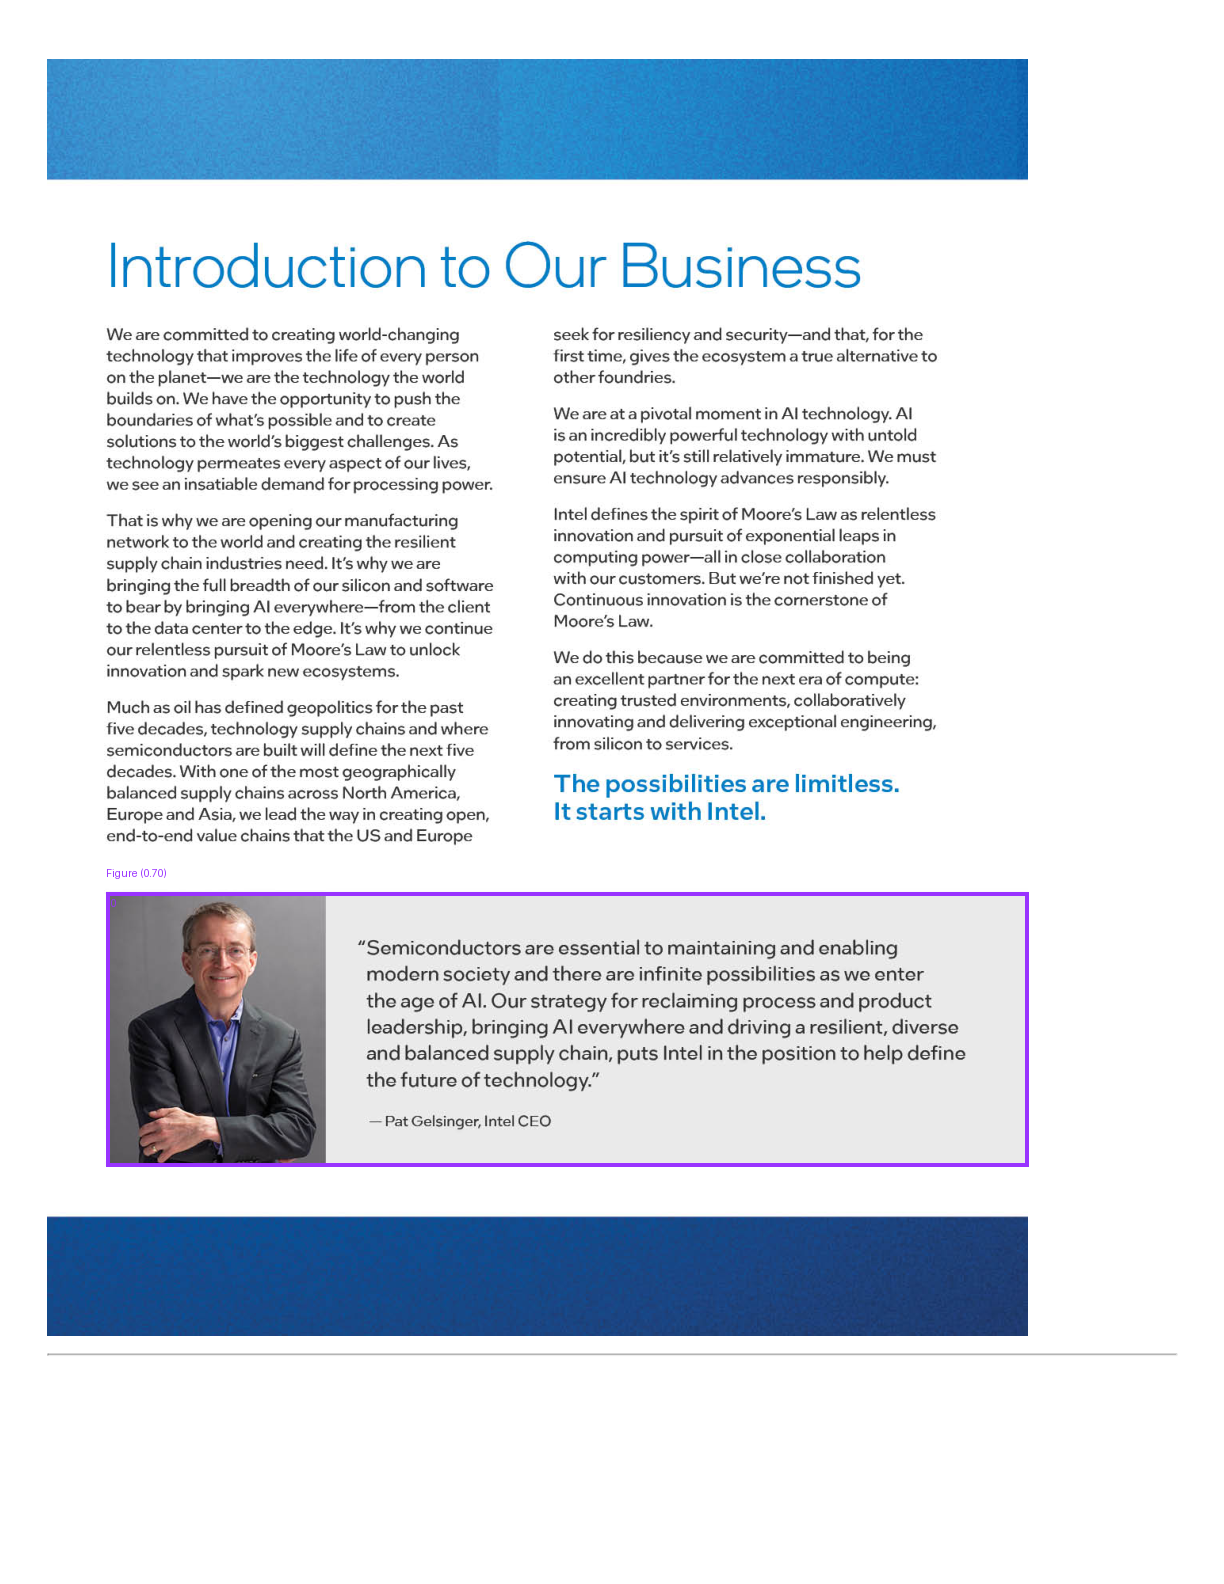 Introduction to Our Business
We are committed to creating world-changing
technology that improves the life of every person
on the planet—we are the technology the world
builds on. We have the opportunity to push the
boundaries of what's possible and to create
solutions to the world's biggest challenges. As
technology permeates every aspect of our lives,
we see an insatiable demand for processing power.
That is why we are opening our manufacturing
network to the world and creating the resilient
supply chain industries need. It's why we are
bringing the full breadth of our silicon and software
to bear by bringing AI everywhere—from the client
to the data center to the edge. It's why we continue
our relentless pursuit of Moore's Law to unlock
innovation and spark new ecosystems.
Much as oil has defined geopolitics for the past
five decades, technology supply chains and where
semiconductors are built will define the next five
decades. With one of the most geographically
balanced supply chains across North America,
Europe and Asia, we lead the way in creating open,
end-to-end value chains that the US and Europe
seek for resiliency and security—and that, for the
first time, gives the ecosystem a true alternative to
other foundries.
We are at a pivotal moment in AI technology. AI
is an incredibly powerful technology with untold
potential, but it's still relatively immature. We must
ensure AI technology advances responsibly.
Intel defines the spirit of Moore's Law as relentless
innovation and pursuit of exponential leaps in
computing power—all in close collaboration
with our customers. But we're not finished yet.
Continuous innovation is the cornerstone of
Moore's Law.
We do this because we are committed to being
an excellent partner for the next era of compute:
creating trusted environments, collaboratively
innovating and delivering exceptional engineering,
from silicon to services.
The possibilities are limitless.
It starts with Intel.
Figure (0.70)
“Semiconductors are essential to maintaining and enabling
modern society and there are infinite possibilities as we enter
the age of AI. Our strategy for reclaiming process and product
leadership, bringing AI everywhere and driving a resilient, diverse
and balanced supply chain, puts Intel in the position to help define
the future of technology.”
— Pat Gelsinger, Intel CEO